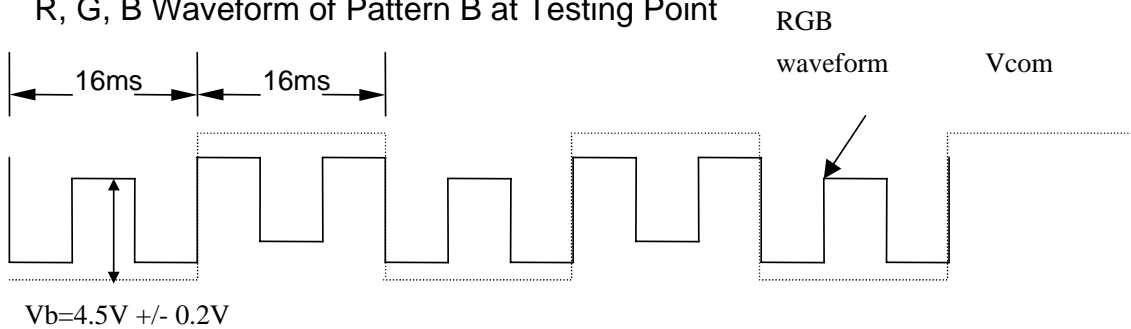 R, G, B Waveform of Pattern B at Testing Point
RGB
waveform
Vcom
16ms
16ms
Vb=4.5V +/- 0.2V